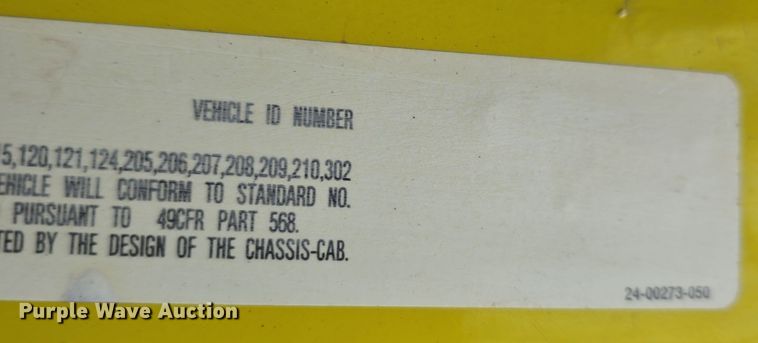 VEHICLE ID NUMBER
5,120,121,124,205,206,207,208,209,210,302
EHICLE WILL CONFORM TO STANDARD NO.
PURSUANT TO 49CFR PART 568.
TED BY THE DESIGN OF THE CHASSIS-CAB.
24-00273-050
Purple Wave Auction